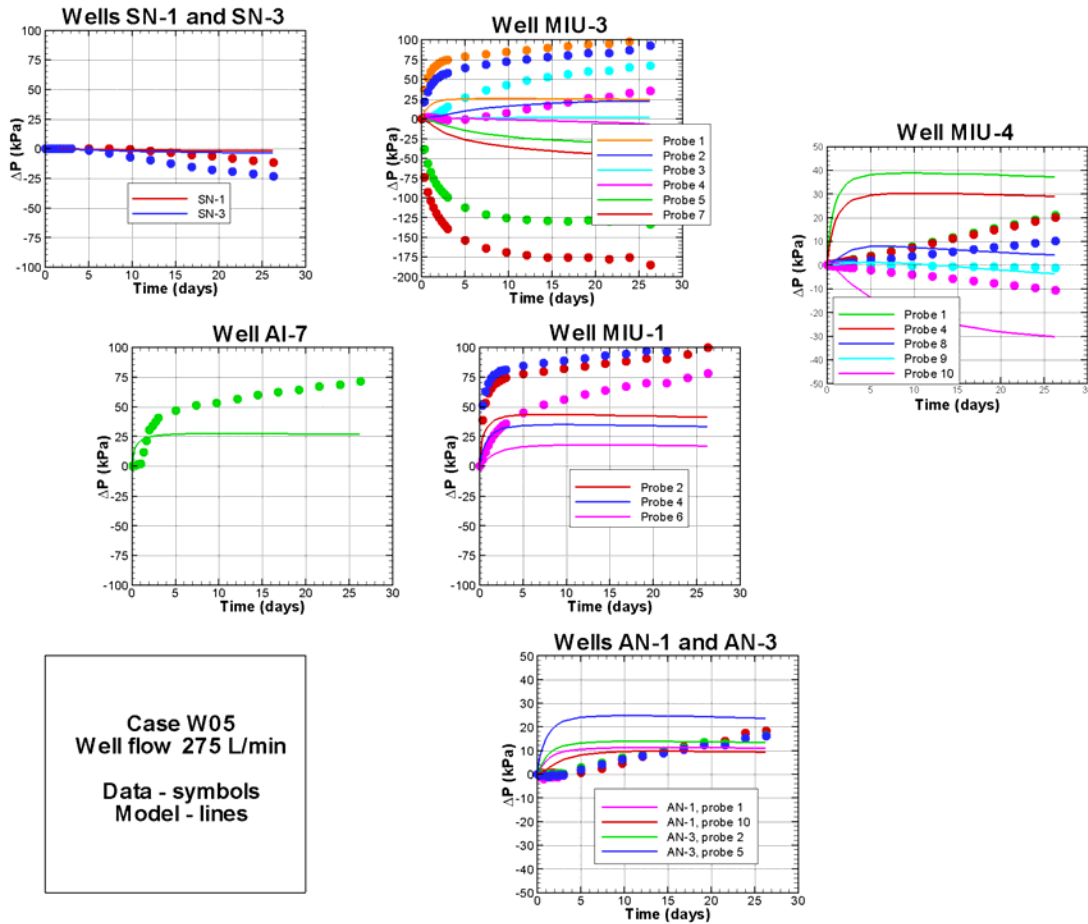 Wells SN-1 and SN-3
100
75
50
25
0
-25
-50
-75
-100
ΔP (kPa)
0 5 10 15 20 25 30
Time (days)
SN-1
SN-3
Well MIU-3
100
75
50
25
0
-25
-50
-75
-100
-125
-150
-175
-200
ΔP (kPa)
0 5 10 15 20 25 30
Time (days)
Probe 1
Probe 2
Probe 3
Probe 4
Probe 5
Probe 7
Well MIU-4
50
40
30
20
10
0
-10
-20
-30
-40
-50
ΔP (kPa)
0 5 10 15 20 25 30
Time (days)
Probe 1
Probe 4
Probe 8
Probe 9
Probe 10
Well AI-7
100
75
50
25
0
-25
-50
-75
-100
ΔP (kPa)
0 5 10 15 20 25 30
Time (days)
Well MIU-1
100
75
50
25
0
-25
-50
-75
-100
ΔP (kPa)
0 5 10 15 20 25 30
Time (days)
Probe 2
Probe 4
Probe 6
Case W05
Well flow 275 L/min
Data - symbols
Model - lines
Wells AN-1 and AN-3
50
40
30
20
10
0
-10
-20
-30
-40
-50
ΔP (kPa)
0 5 10 15 20 25 30
Time (days)
AN-1, probe 1
AN-1, probe 10
AN-3, probe 2
AN-3, probe 5